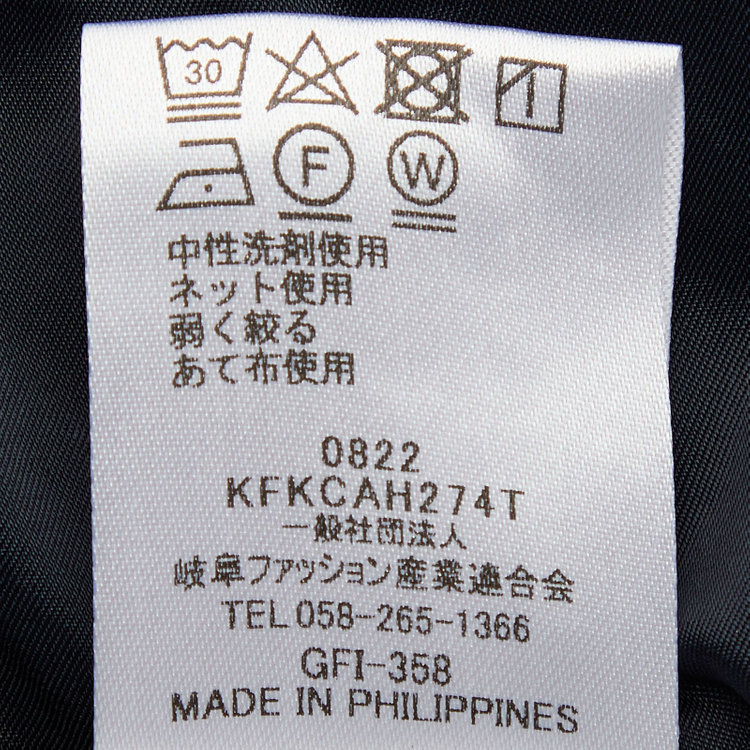 30
F W
中性洗剤使用
ネット使用
弱く絞る
あて布使用
0822
KFKCAH274T
一般社団法人
岐阜ファッション産業連合会
TEL 058-265-1366
GFI-358
MADE IN PHILIPPINES